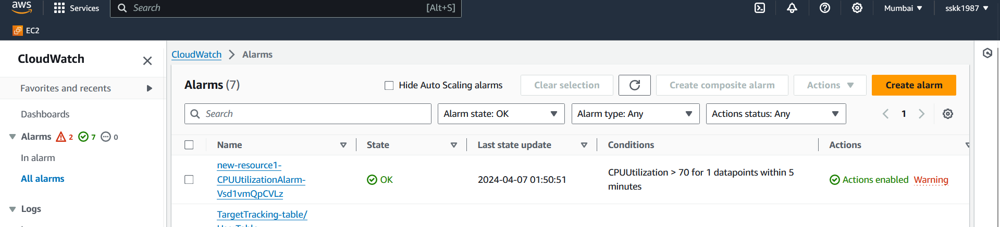 aws
Services
Search
[Alt+S]
Mumbai
sskk1987
EC2
CloudWatch
Favorites and recents
Dashboards
Alarms 2 7 0
In alarm
All alarms
Logs
CloudWatch > Alarms
Alarms (7)
Hide Auto Scaling alarms
Clear selection
Create composite alarm
Actions
Create alarm
Search
Alarm state: OK
Alarm type: Any
Actions status: Any
1
Name
State
Last state update
Conditions
Actions
new-resource1-
CPUUtilizationAlarm-
Vsd1vmQpCVLz
OK
2024-04-07 01:50:51
CPUUtilization > 70 for 1 datapoints within 5
minutes
Actions enabled Warning
TargetTracking-table/